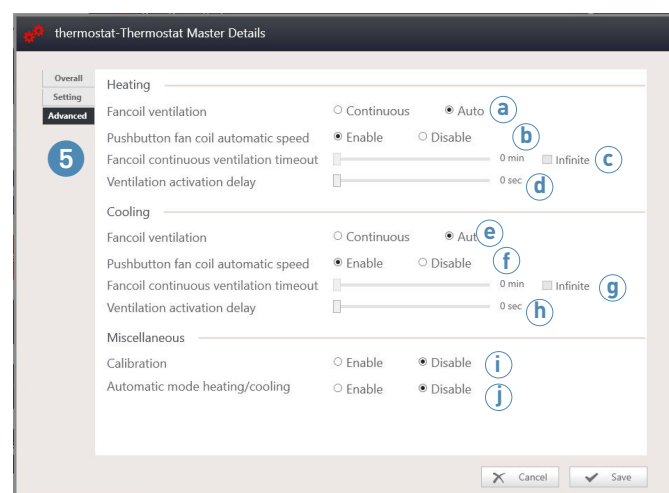 thermostat-Thermostat Master Details
Overall
Setting
Advanced
5
Heating
Fancoil ventilation Continuous Auto a
Pushbutton fan coil automatic speed Enable Disable b
Fancoil continuous ventilation timeout 0 min Infinite c
Ventilation activation delay 0 sec d
Cooling
Fancoil ventilation Continuous Aut e
Pushbutton fan coil automatic speed Enable Disable f
Fancoil continuous ventilation timeout 0 min Infinite g
Ventilation activation delay 0 sec h
Miscellaneous
Calibration Enable Disable i
Automatic mode heating/cooling Enable Disable j
Cancel Save